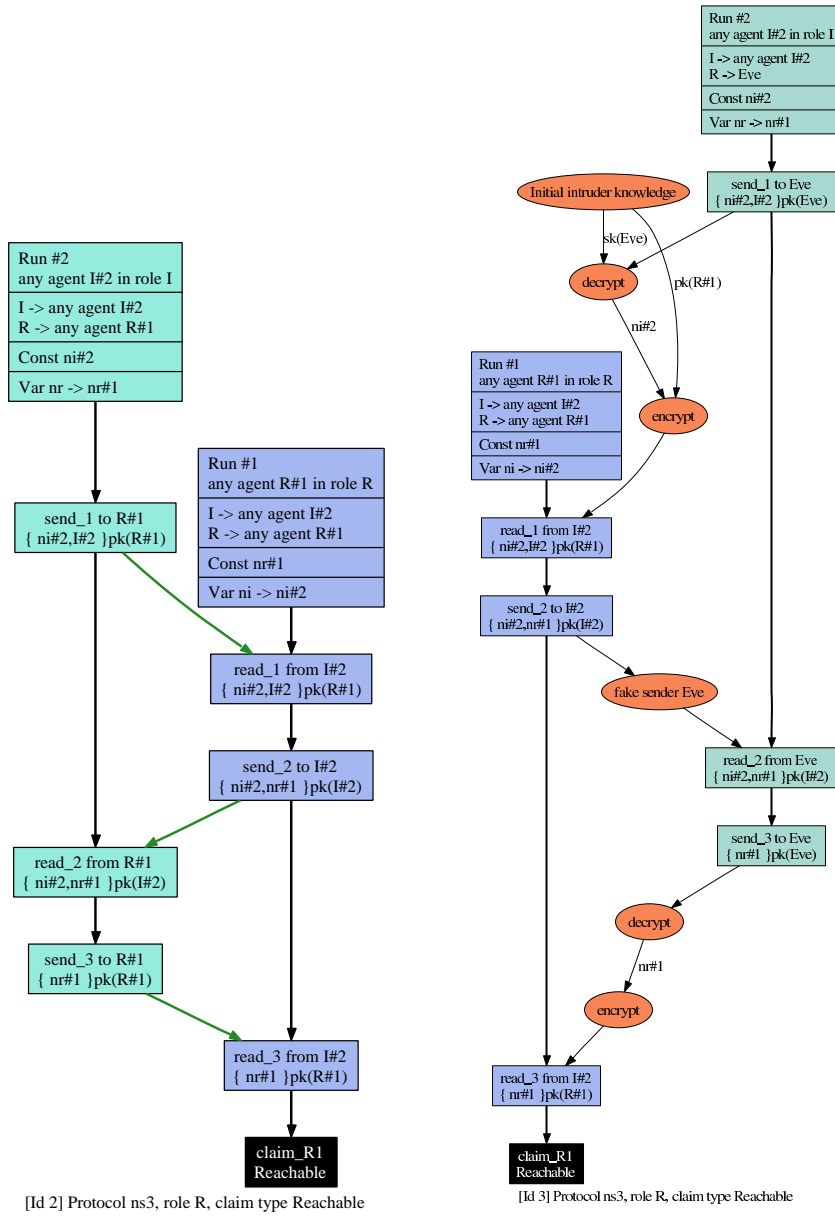 Run #2
any agent I#2 in role I
I -> any agent I#2
R -> any agent R#1
Const ni#2
Var nr -> nr#1
Run #1
any agent R#1 in role R
I -> any agent I#2
R -> any agent R#1
Const nr#1
Var ni -> ni#2
send_1 to R#1
{ ni#2,I#2 }pk(R#1)
read_1 from I#2
{ ni#2,I#2 }pk(R#1)
send_2 to I#2
{ ni#2,nr#1 }pk(I#2)
read_2 from R#1
{ ni#2,nr#1 }pk(I#2)
send_3 to R#1
{ nr#1 }pk(R#1)
read_3 from I#2
{ nr#1 }pk(R#1)
claim_R1
Reachable
[Id 2] Protocol ns3, role R, claim type Reachable
Run #2
any agent I#2 in role I
I -> any agent I#2
R -> Eve
Const ni#2
Var nr -> nr#1
Initial intruder knowledge
send_1 to Eve
{ ni#2,I#2 }pk(Eve)
sk(Eve)
decrypt
pk(R#1)
ni#2
Run #1
any agent R#1 in role R
I -> any agent I#2
R -> any agent R#1
Const nr#1
Var ni -> ni#2
encrypt
read_1 from I#2
{ ni#2,I#2 }pk(R#1)
send_2 to I#2
{ ni#2,nr#1 }pk(I#2)
fake sender Eve
read_2 from Eve
{ ni#2,nr#1 }pk(I#2)
send_3 to Eve
{ nr#1 }pk(Eve)
decrypt
nr#1
encrypt
read_3 from I#2
{ nr#1 }pk(R#1)
claim_R1
Reachable
[Id 3] Protocol ns3, role R, claim type Reachable